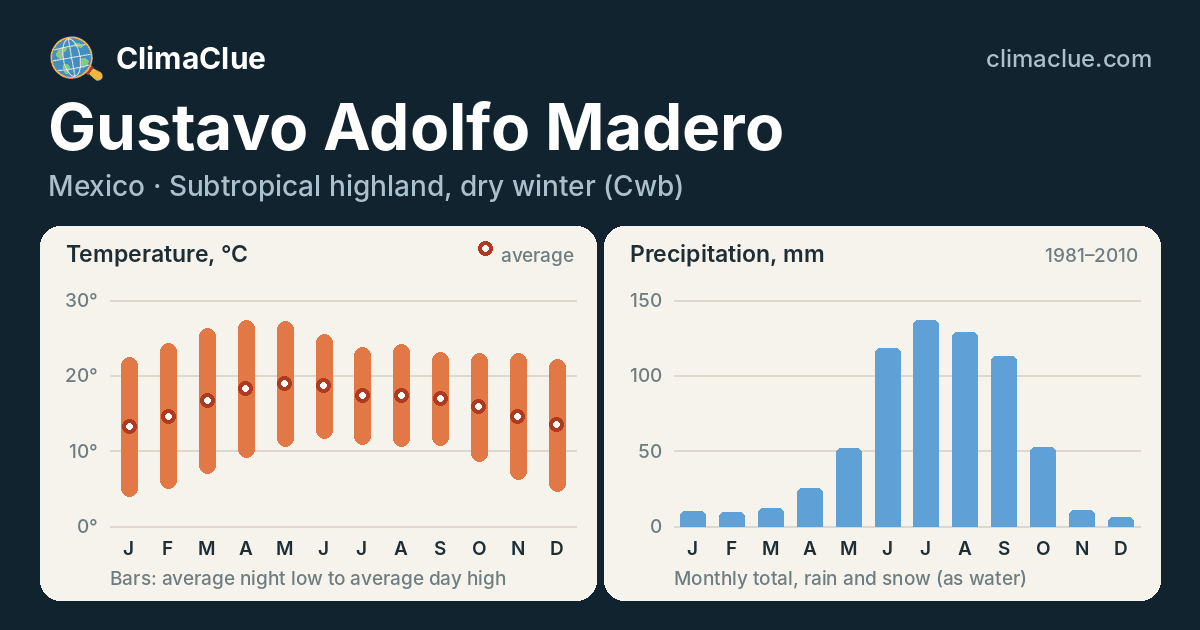 ClimaClue
climaclue.com
Gustavo Adolfo Madero
Mexico · Subtropical highland, dry winter (Cwb)
Temperature, °C
average
30°
20°
10°
0°
J F M A M J J A S O N D
Bars: average night low to average day high
Precipitation, mm
1981–2010
150
100
50
0
J F M A M J J A S O N D
Monthly total, rain and snow (as water)